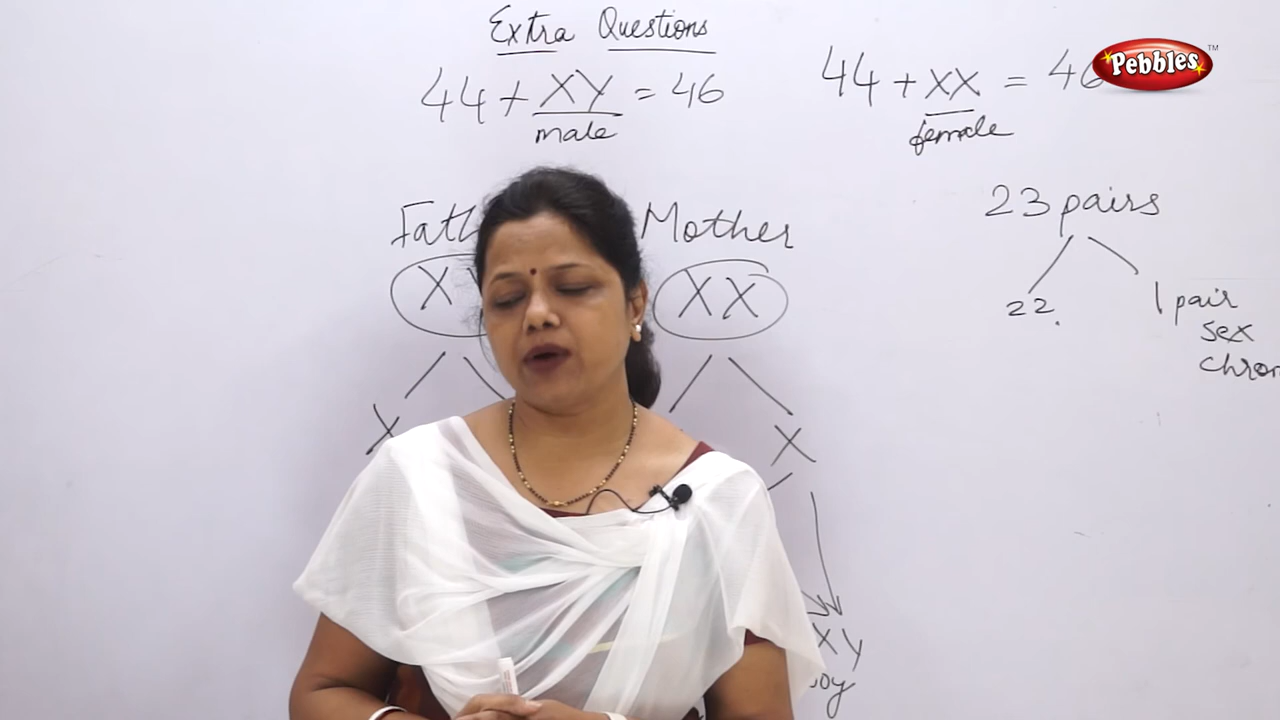 Extra Questions
44 + XY = 46
male
44 + XX = 46
female
Pebbles™
23 pairs
22.
1 pair
sex
Mother
X
XX
X
X
XY